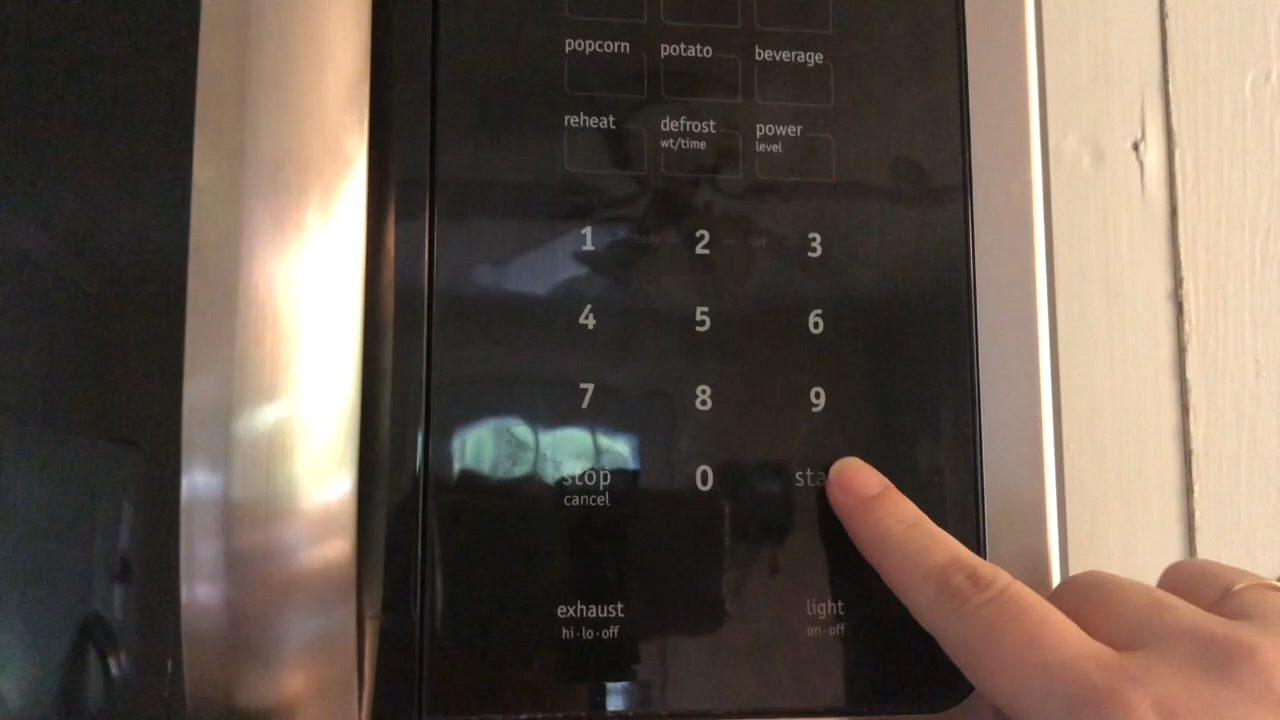 popcorn potato beverage
reheat defrost power
wt/time level
1 2 3
4 5 6
7 8 9
stop 0 sta
cancel
exhaust light
hi·lo·off on·off